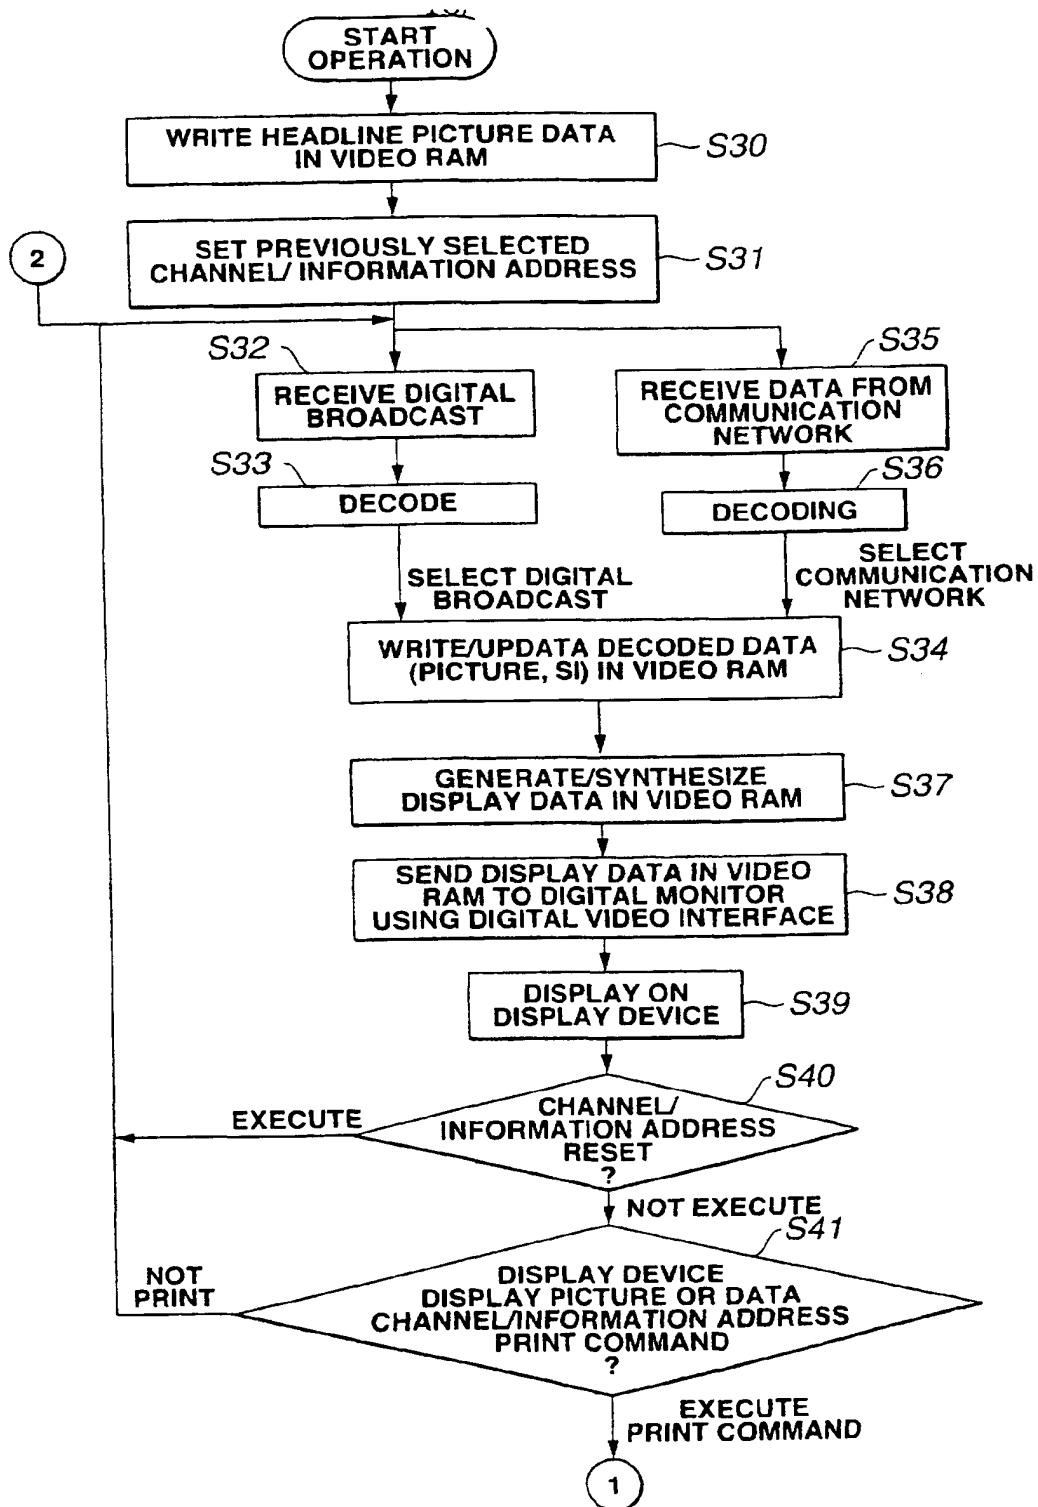 START
OPERATION
WRITE HEADLINE PICTURE DATA
IN VIDEO RAM
S30
SET PREVIOUSLY SELECTED
CHANNEL/ INFORMATION ADDRESS
S31
2
S32
RECEIVE DIGITAL
BROADCAST
S35
RECEIVE DATA FROM
COMMUNICATION
NETWORK
S33
DECODE
S36
DECODING
SELECT DIGITAL
BROADCAST
SELECT
COMMUNICATION
NETWORK
WRITE/UPDATA DECODED DATA
(PICTURE, SI) IN VIDEO RAM
S34
GENERATE/SYNTHESIZE
DISPLAY DATA IN VIDEO RAM
S37
SEND DISPLAY DATA IN VIDEO
RAM TO DIGITAL MONITOR
USING DIGITAL VIDEO INTERFACE
S38
DISPLAY ON
DISPLAY DEVICE
S39
S40
CHANNEL/
INFORMATION ADDRESS
RESET
?
EXECUTE
NOT EXECUTE
S41
DISPLAY DEVICE
DISPLAY PICTURE OR DATA
CHANNEL/INFORMATION ADDRESS
PRINT COMMAND
?
NOT
PRINT
EXECUTE
PRINT COMMAND
1